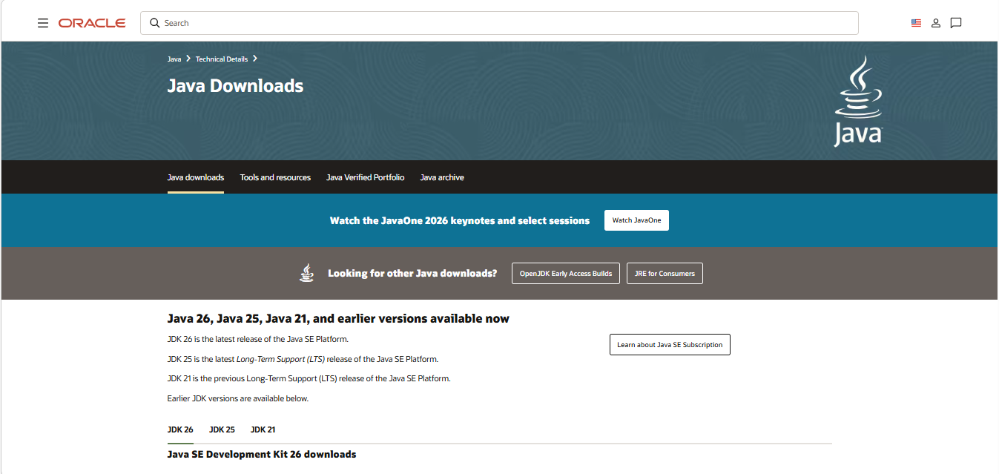 ORACLE
Search
Java Technical Details
Java Downloads
Java
Java downloads Tools and resources Java Verified Portfolio Java archive
Watch the JavaOne 2026 keynotes and select sessions Watch JavaOne
Looking for other Java downloads? OpenJDK Early Access Builds JRE for Consumers
Java 26, Java 25, Java 21, and earlier versions available now
JDK 26 is the latest release of the Java SE Platform.
Learn about Java SE Subscription
JDK 25 is the latest Long-Term Support (LTS) release of the Java SE Platform.
JDK 21 is the previous Long-Term Support (LTS) release of the Java SE Platform.
Earlier JDK versions are available below.
JDK 26 JDK 25 JDK 21
Java SE Development Kit 26 downloads